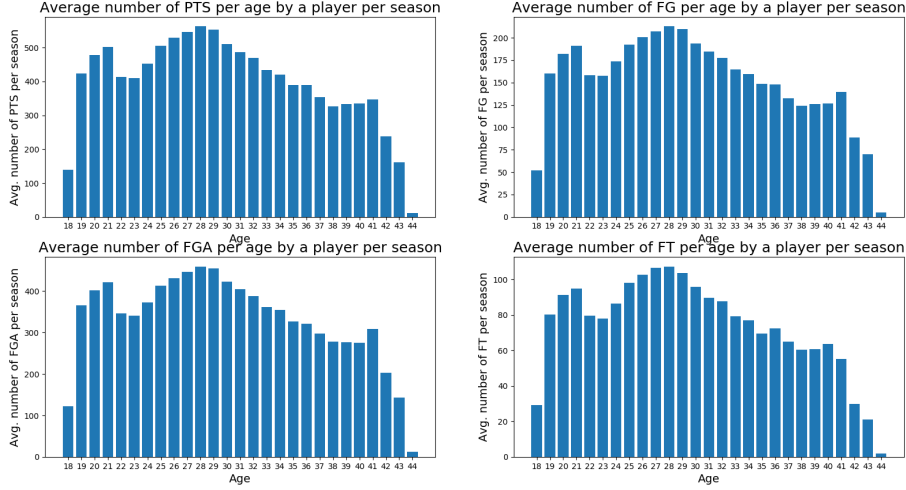 Average number of PTS per age by a player per season
Avg. number of PTS per season
500
400
300
200
100
0
18 19 20 21 22 23 24 25 26 27 28 29 30 31 32 33 34 35 36 37 38 39 40 41 42 43 44
Age
Average number of FG per age by a player per season
Avg. number of FG per season
200
175
150
125
100
75
50
25
0
18 19 20 21 22 23 24 25 26 27 28 29 30 31 32 33 34 35 36 37 38 39 40 41 42 43 44
Age
Average number of FGA per age by a player per season
Avg. number of FGA per season
400
300
200
100
0
18 19 20 21 22 23 24 25 26 27 28 29 30 31 32 33 34 35 36 37 38 39 40 41 42 43 44
Age
Average number of FT per age by a player per season
Avg. number of FT per season
100
80
60
40
20
0
18 19 20 21 22 23 24 25 26 27 28 29 30 31 32 33 34 35 36 37 38 39 40 41 42 43 44
Age